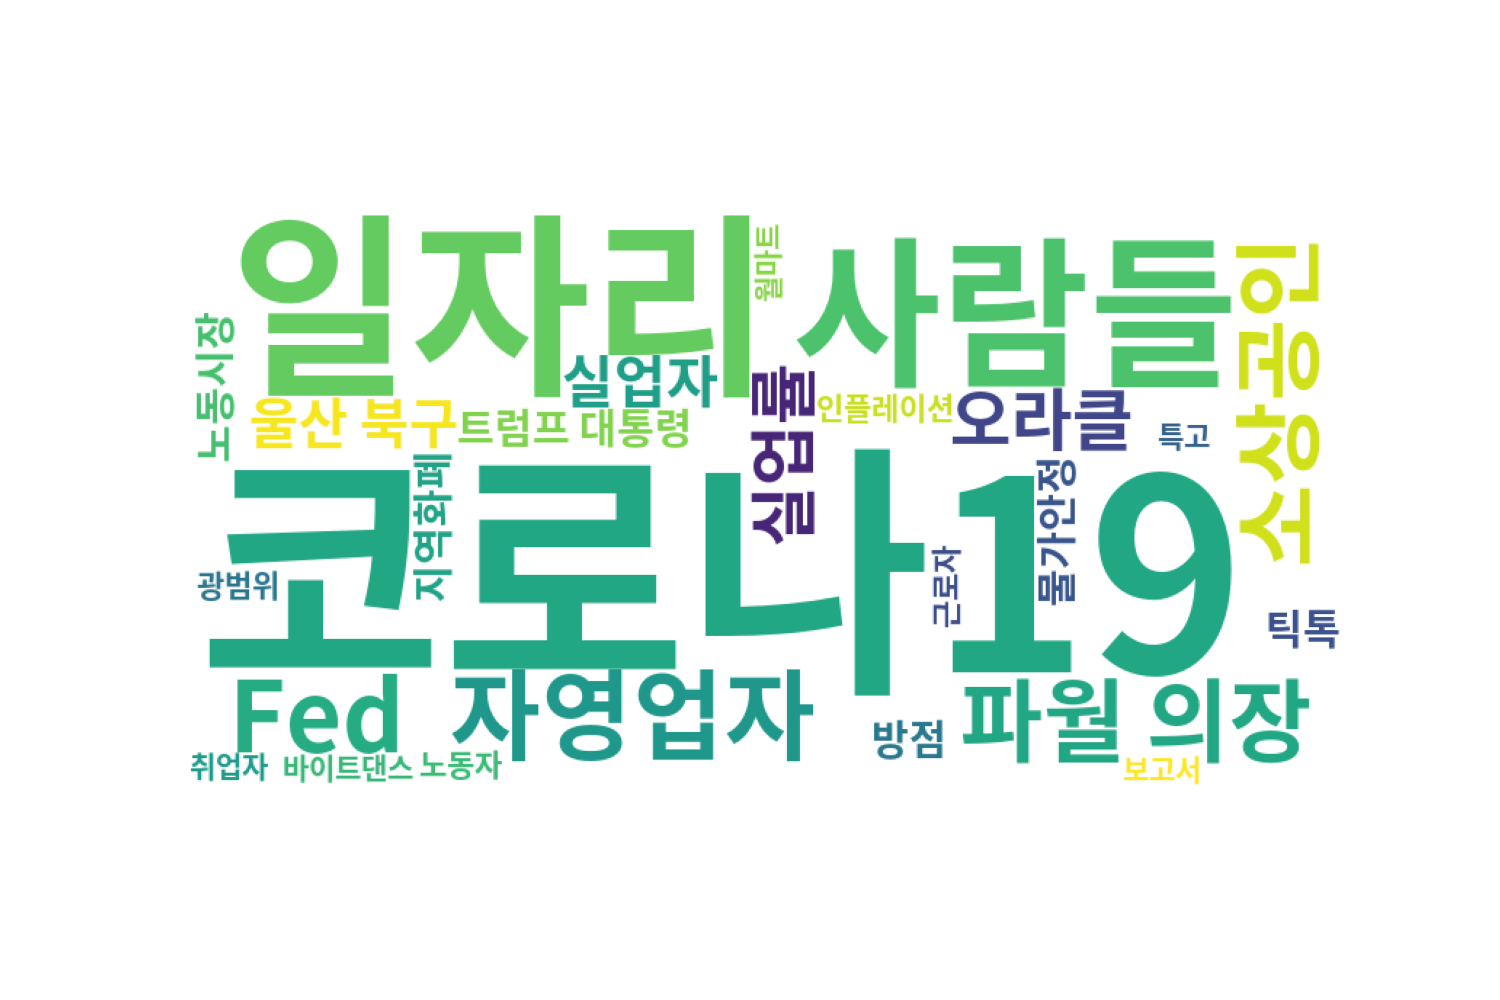 일자리
월마트
사람들
소상공인
노동시장
실업자
실업률
인플레이션
오라클
울산 북구
트럼프 대통령
특고
코로나19
지역화폐
물가안정
근로자
광범위
틱톡
Fed
자영업자
방점
파월 의장
취업자
바이트댄스
노동자
보고서